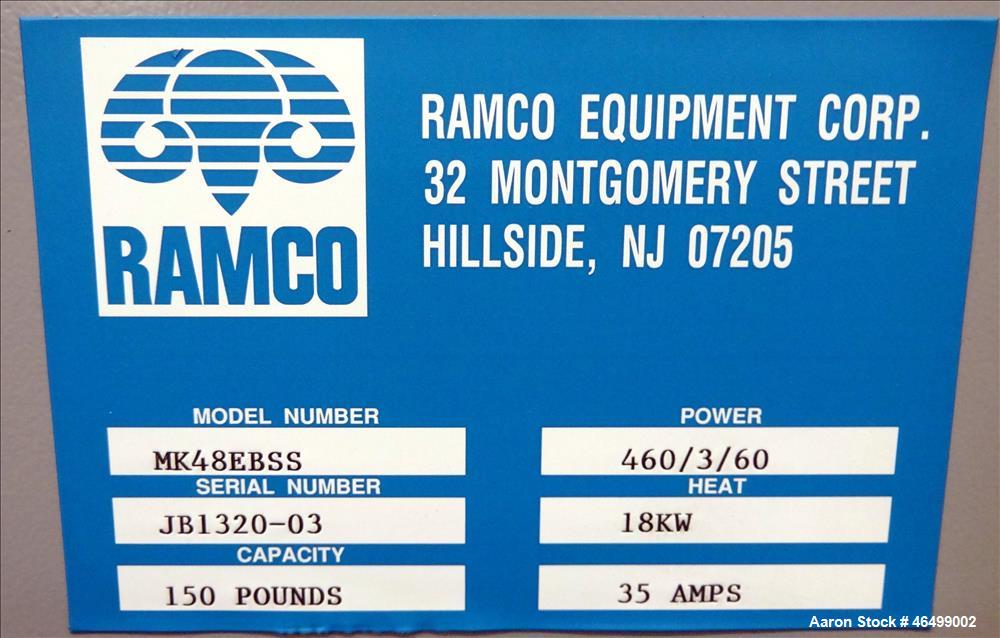 RAMCO
RAMCO EQUIPMENT CORP.
32 MONTGOMERY STREET
HILLSIDE, NJ 07205
MODEL NUMBER
MK48EBSS
SERIAL NUMBER
JB1320-03
CAPACITY
150 POUNDS
POWER
460/3/60
HEAT
18KW
35 AMPS
Aaron Stock # 46499002